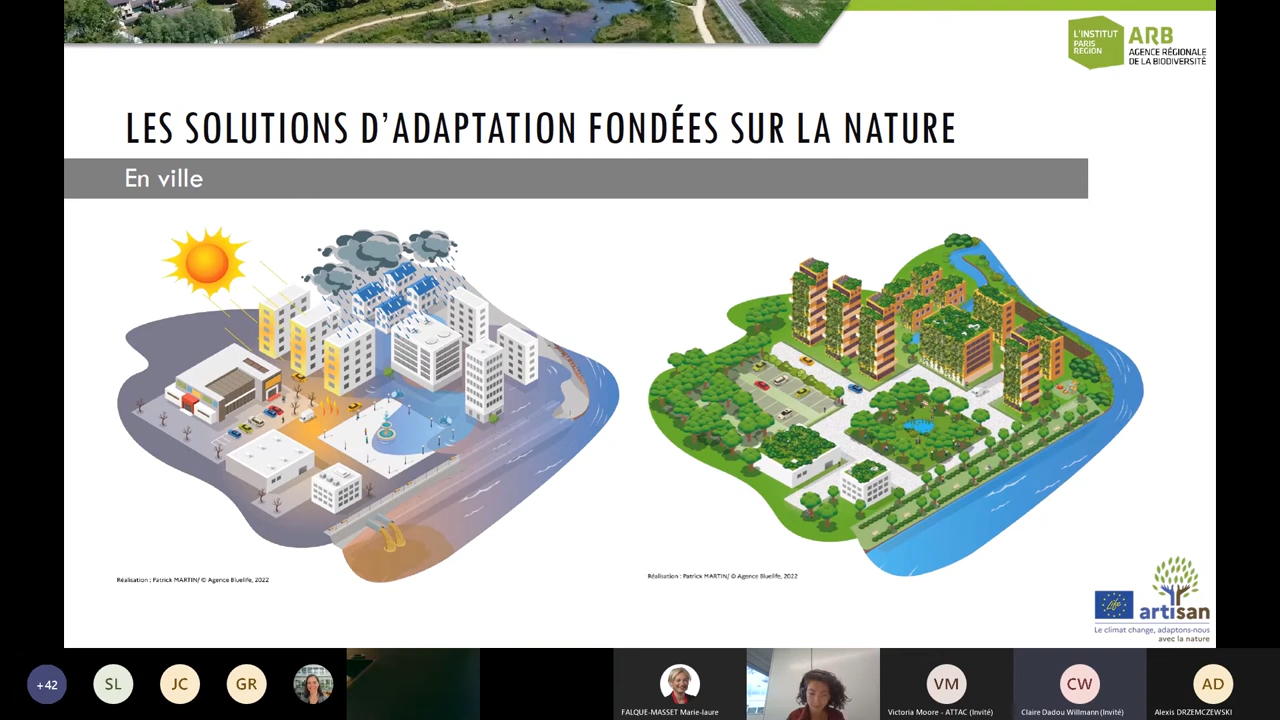 L'INSTITUT
PARIS
REGION
ARB
AGENCE RÉGIONALE
DE LA BIODIVERSITÉ
LES SOLUTIONS D'ADAPTATION FONDÉES SUR LA NATURE
En ville
Réalisation : Patrick MARTIN/ © Agence Bluelife, 2022
Réalisation : Patrick MARTIN/ © Agence Bluelife, 2022
Life
artisan
Le climat change, adaptons-nous
avec la nature
+42
SL
JC
GR
FALQUE-MASSET Marie-laure
VM
Victoria Moore - ATTAC (Invité)
CW
Claire Dadou Willmann (Invité)
AD
Alexis DRZEMCZEWSKI